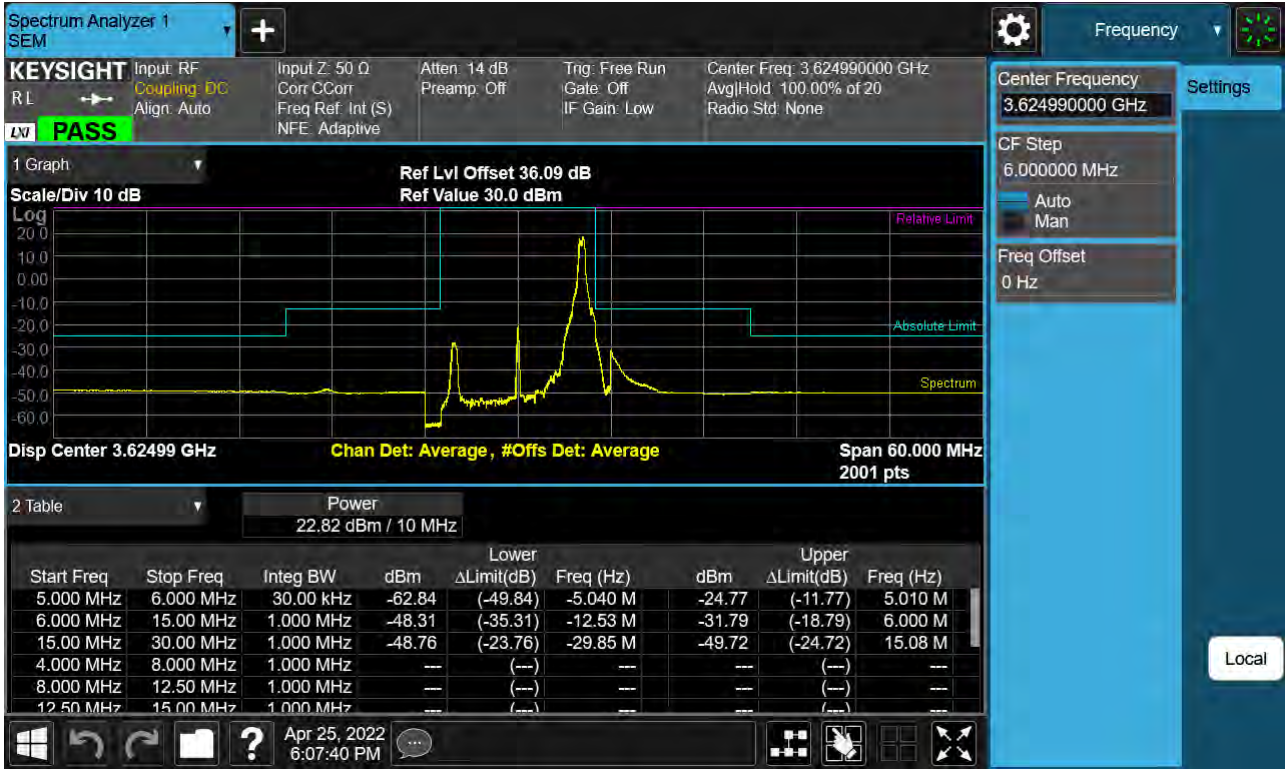 Spectrum Analyzer 1
SEM
+
Frequency
KEYSIGHT
RL
LXI
PASS
Input: RF
Coupling: DC
Align: Auto
Input Z: 50 Ω
Corr CCorr
Freq Ref: Int (S)
NFE: Adaptive
Atten: 14 dB
Preamp: Off
Trig: Free Run
Gate: Off
IF Gain: Low
Center Freq: 3.624990000 GHz
Avg|Hold: 100.00% of 20
Radio Std: None
Center Frequency
3.624990000 GHz
Settings
CF Step
6.000000 MHz
Auto
Man
Freq Offset
0 Hz
1 Graph
Scale/Div 10 dB
Ref Lvl Offset 36.09 dB
Ref Value 30.0 dBm
Log
20.0
10.0
0.00
-10.0
-20.0
-30.0
-40.0
-50.0
-60.0
Relative Limit
Absolute Limit
Spectrum
Disp Center 3.62499 GHz
Chan Det: Average, #Offs Det: Average
Span 60.000 MHz
2001 pts
2 Table
Power
22.82 dBm / 10 MHz
Lower Upper
Start Freq Stop Freq Integ BW dBm ΔLimit(dB) Freq (Hz) dBm ΔLimit(dB) Freq (Hz)
5.000 MHz 6.000 MHz 30.00 kHz -62.84 (-49.84) -5.040 M -24.77 (-11.77) 5.010 M
6.000 MHz 15.00 MHz 1.000 MHz -48.31 (-35.31) -12.53 M -31.79 (-18.79) 6.000 M
15.00 MHz 30.00 MHz 1.000 MHz -48.76 (-23.76) -29.85 M -49.72 (-24.72) 15.08 M
4.000 MHz 8.000 MHz 1.000 MHz --- (---) --- --- (---) ---
8.000 MHz 12.50 MHz 1.000 MHz --- (---) --- --- (---) ---
12.50 MHz 15.00 MHz 1.000 MHz --- (---) --- --- (---) ---
Local
?
Apr 25, 2022
6:07:40 PM